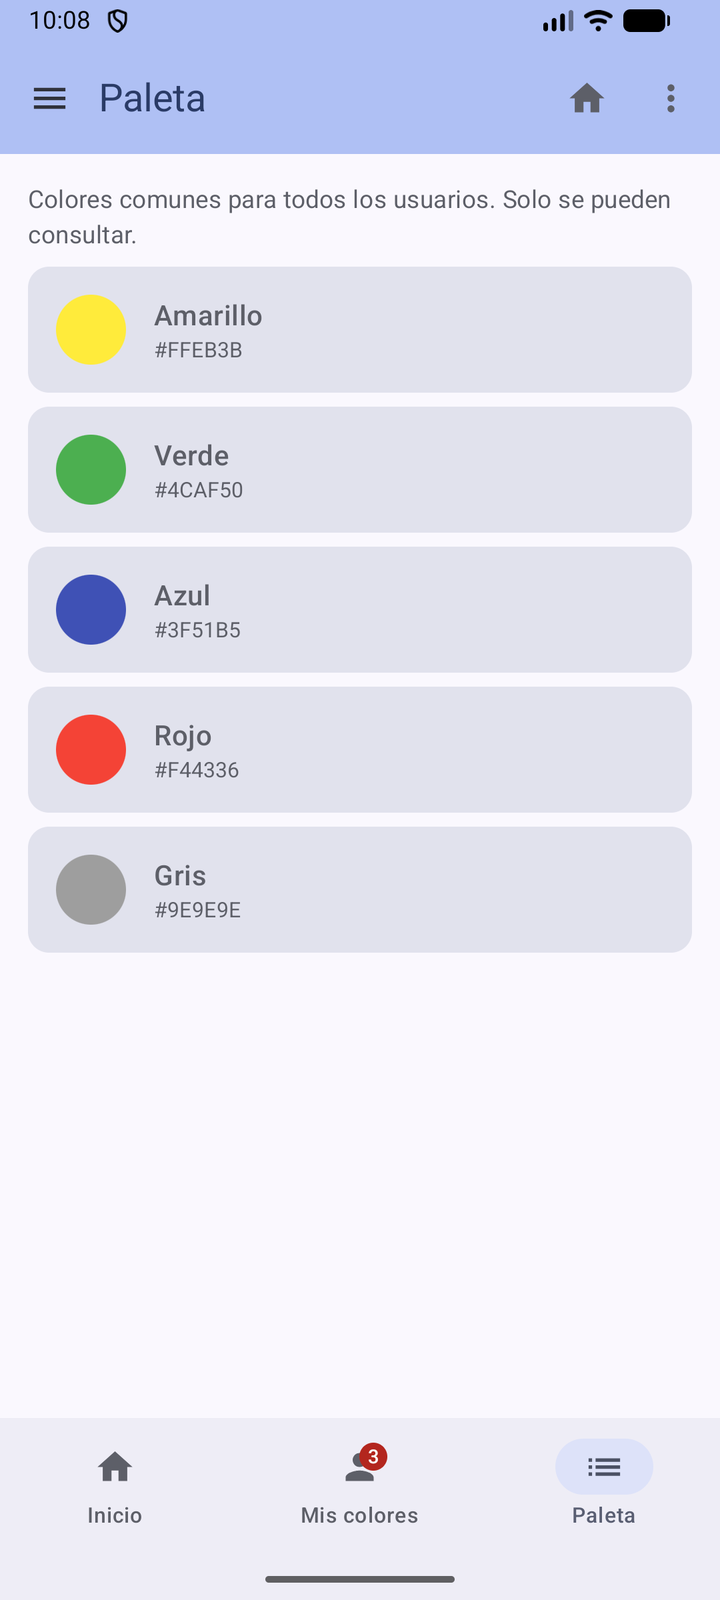 10:08
Paleta
Colores comunes para todos los usuarios. Solo se pueden
consultar.
Amarillo
#FFEB3B
Verde
#4CAF50
Azul
#3F51B5
Rojo
#F44336
Gris
#9E9E9E
3
Inicio
Mis colores
Paleta